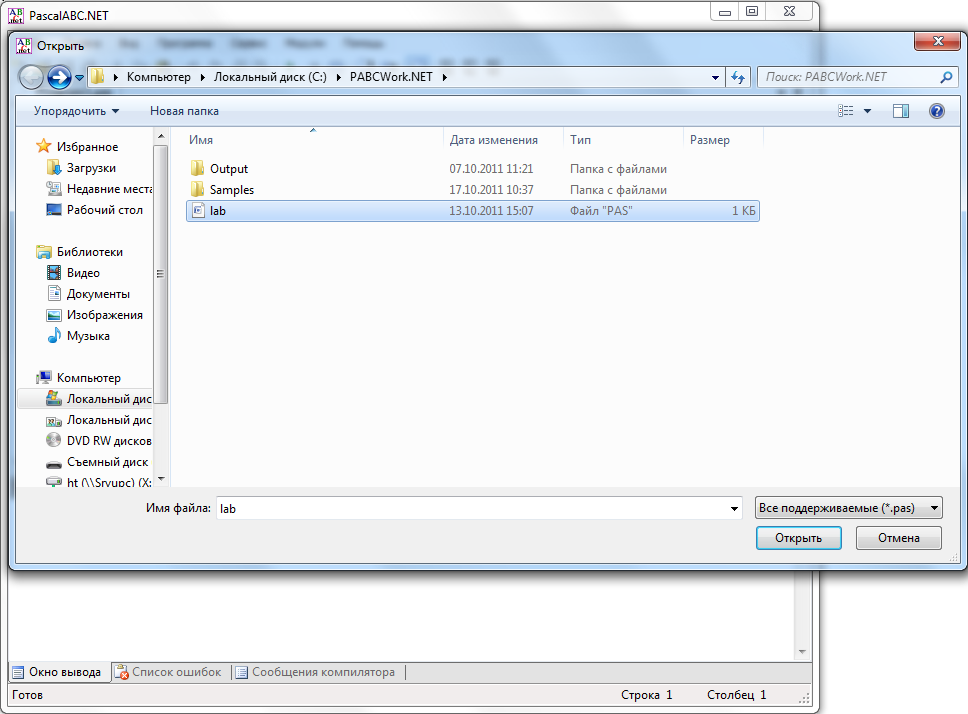 PascalABC.NET
Открыть
Компьютер Локальный диск (C:) PABCWork.NET Поиск: PABCWork.NET
Упорядочить Новая папка
Имя Дата изменения Тип Размер
Output 07.10.2011 11:21 Папка с файлами
Samples 17.10.2011 10:37 Папка с файлами
lab 13.10.2011 15:07 Файл "PAS" 1 КБ
Избранное
Загрузки
Недавние места
Рабочий стол
Библиотеки
Видео
Документы
Изображения
Музыка
Компьютер
Локальный дис
Локальный дис
DVD RW дисков
Съемный диск
ht (\\Srvupc) (X:
Имя файла: lab Все поддерживаемые (*.pas)
Открыть Отмена
Окно вывода Список ошибок Сообщения компилятора
Готов Строка 1 Столбец 1